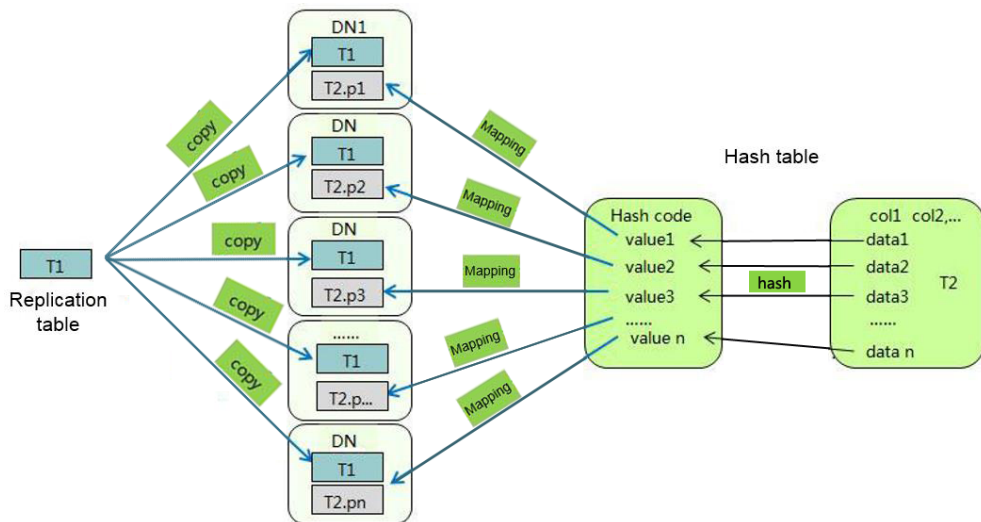 DN1
T1
T2.p1
DN
T1
T2.p2
DN
T1
T2.p3
......
T1
T2.p...
DN
T1
T2.pn
copy
copy
copy
copy
copy
T1
Replication
table
Mapping
Mapping
Mapping
Mapping
Mapping
Hash table
Hash code
value1
value2
value3
......
value n
hash
col1 col2,...
data1
data2
data3
......
data n
T2